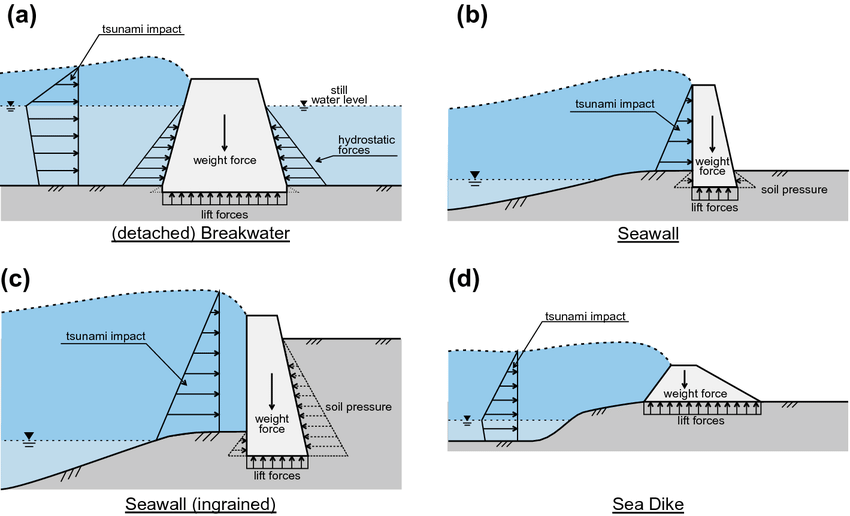 (a)
tsunami impact
still
water level
hydrostatic
forces
weight force
lift forces
(detached) Breakwater
(b)
tsunami impact
weight
force
soil pressure
lift forces
Seawall
(c)
tsunami impact
soil pressure
weight
force
lift forces
Seawall (ingrained)
(d)
tsunami impact
weight force
lift forces
Sea Dike